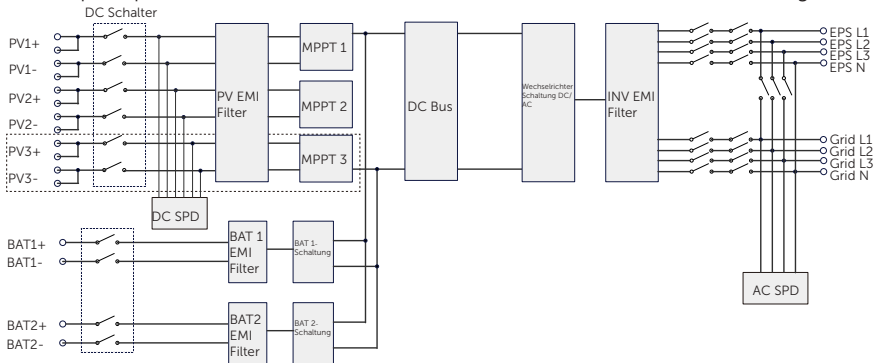 DC Schalter
PV1+
PV1-
PV2+
PV2-
PV3+
PV3-
PV EMI
Filter
MPPT 1
MPPT 2
MPPT 3
DC SPD
DC Bus
Wechselrichter
Schaltung DC/
AC
INV EMI
Filter
EPS L1
EPS L2
EPS L3
EPS N
Grid L1
Grid L2
Grid L3
Grid N
AC SPD
BAT1+
BAT1-
BAT 1
EMI
Filter
BAT 1-
Schaltung
BAT2+
BAT2-
BAT2
EMI
Filter
BAT 2-
Schaltung